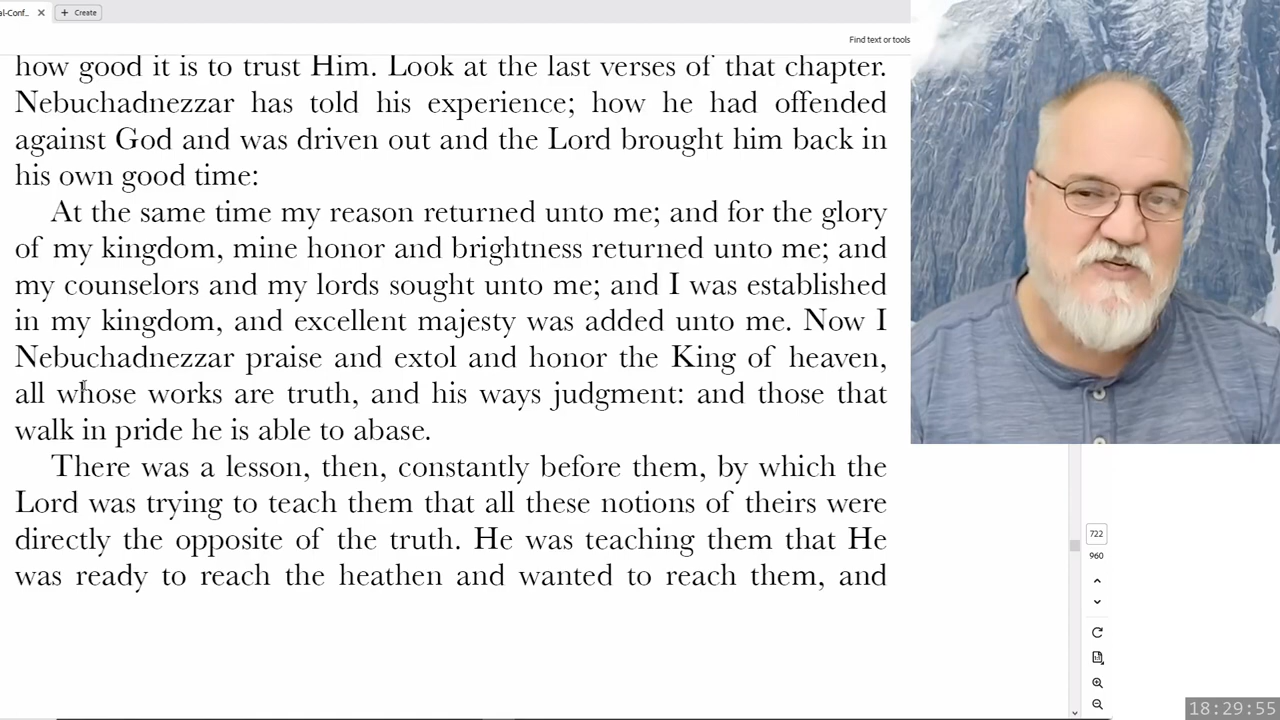 al-Conf...
Create
Find text or tools
how good it is to trust Him. Look at the last verses of that chapter.
Nebuchadnezzar has told his experience; how he had offended
against God and was driven out and the Lord brought him back in
his own good time:
At the same time my reason returned unto me; and for the glory
of my kingdom, mine honor and brightness returned unto me; and
my counselors and my lords sought unto me; and I was established
in my kingdom, and excellent majesty was added unto me. Now I
Nebuchadnezzar praise and extol and honor the King of heaven,
all whose works are truth, and his ways judgment: and those that
walk in pride he is able to abase.
There was a lesson, then, constantly before them, by which the
Lord was trying to teach them that all these notions of theirs were
directly the opposite of the truth. He was teaching them that He
was ready to reach the heathen and wanted to reach them, and
722
960
18:29:55